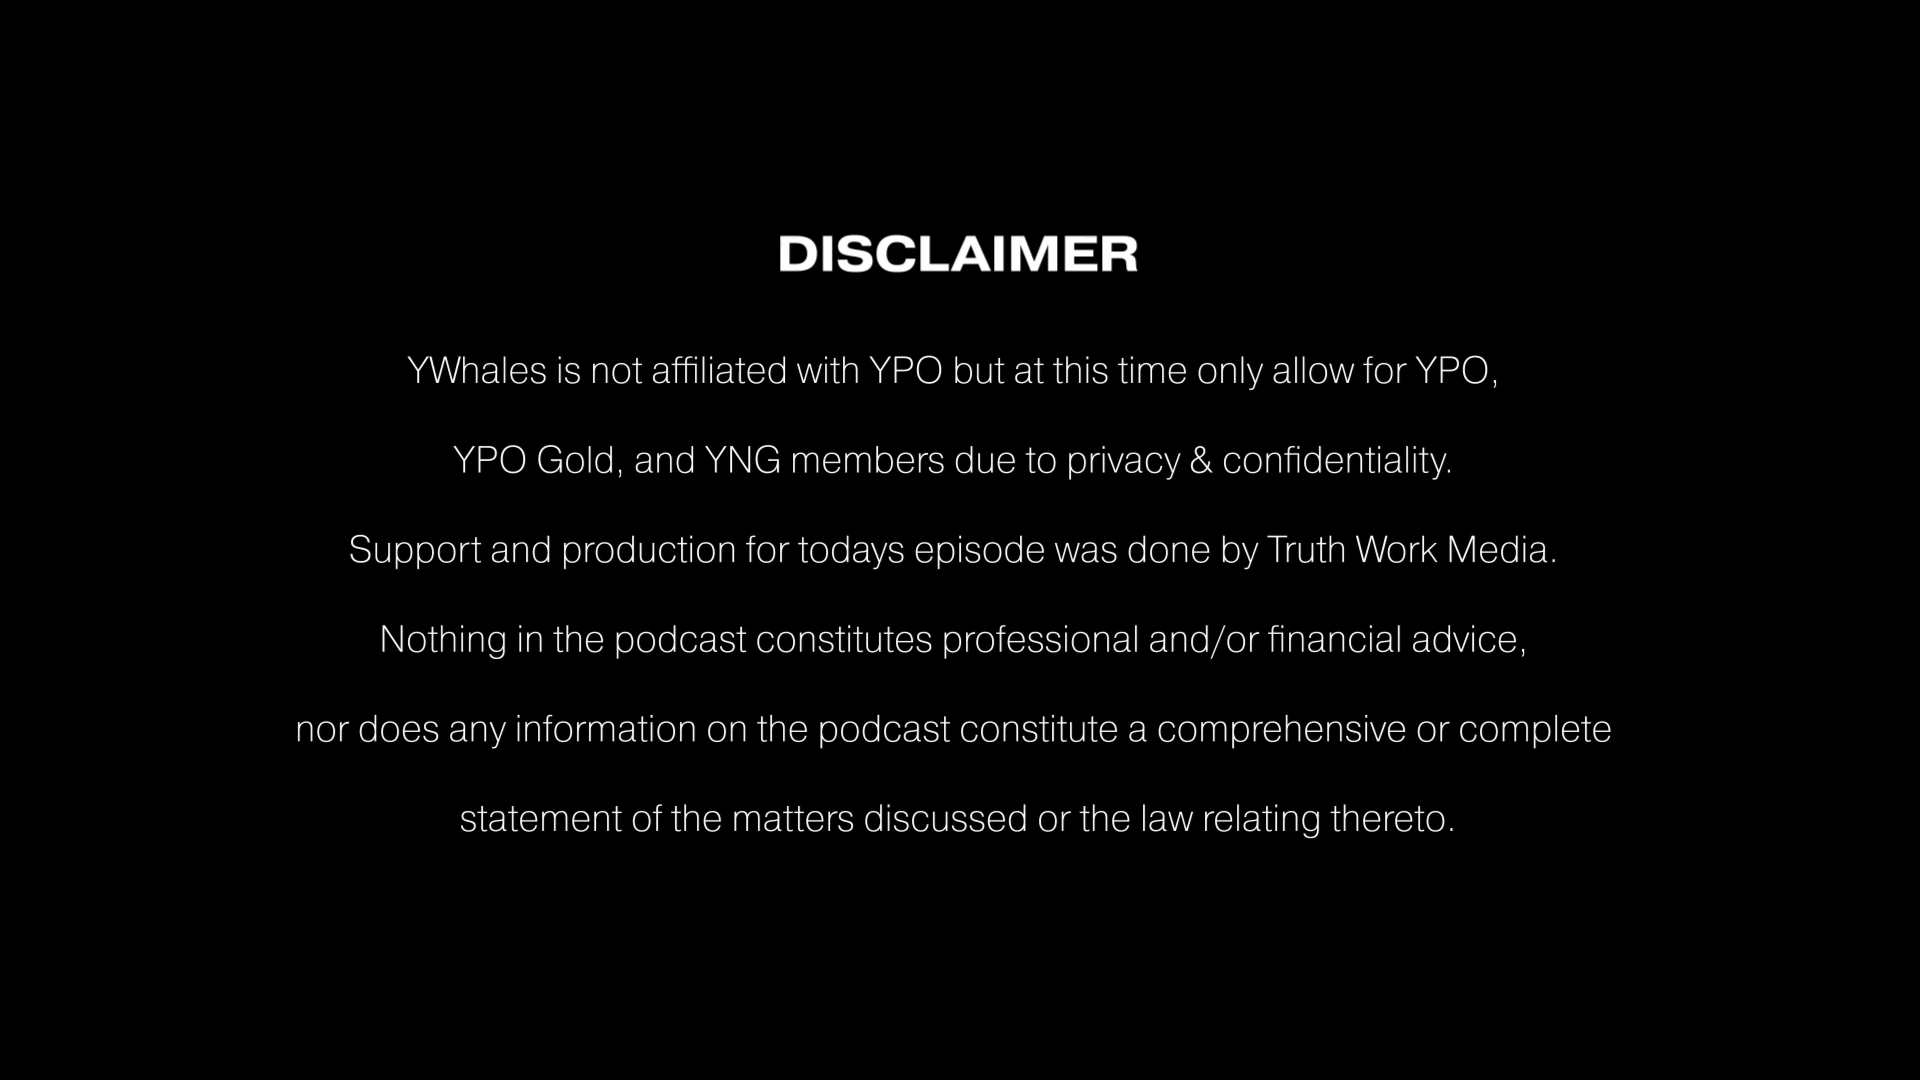 DISCLAIMER
YWhales is not affiliated with YPO but at this time only allow for YPO,
YPO Gold, and YNG members due to privacy & confidentiality.
Support and production for todays episode was done by Truth Work Media.
Nothing in the podcast constitutes professional and/or financial advice,
nor does any information on the podcast constitute a comprehensive or complete
statement of the matters discussed or the law relating thereto.